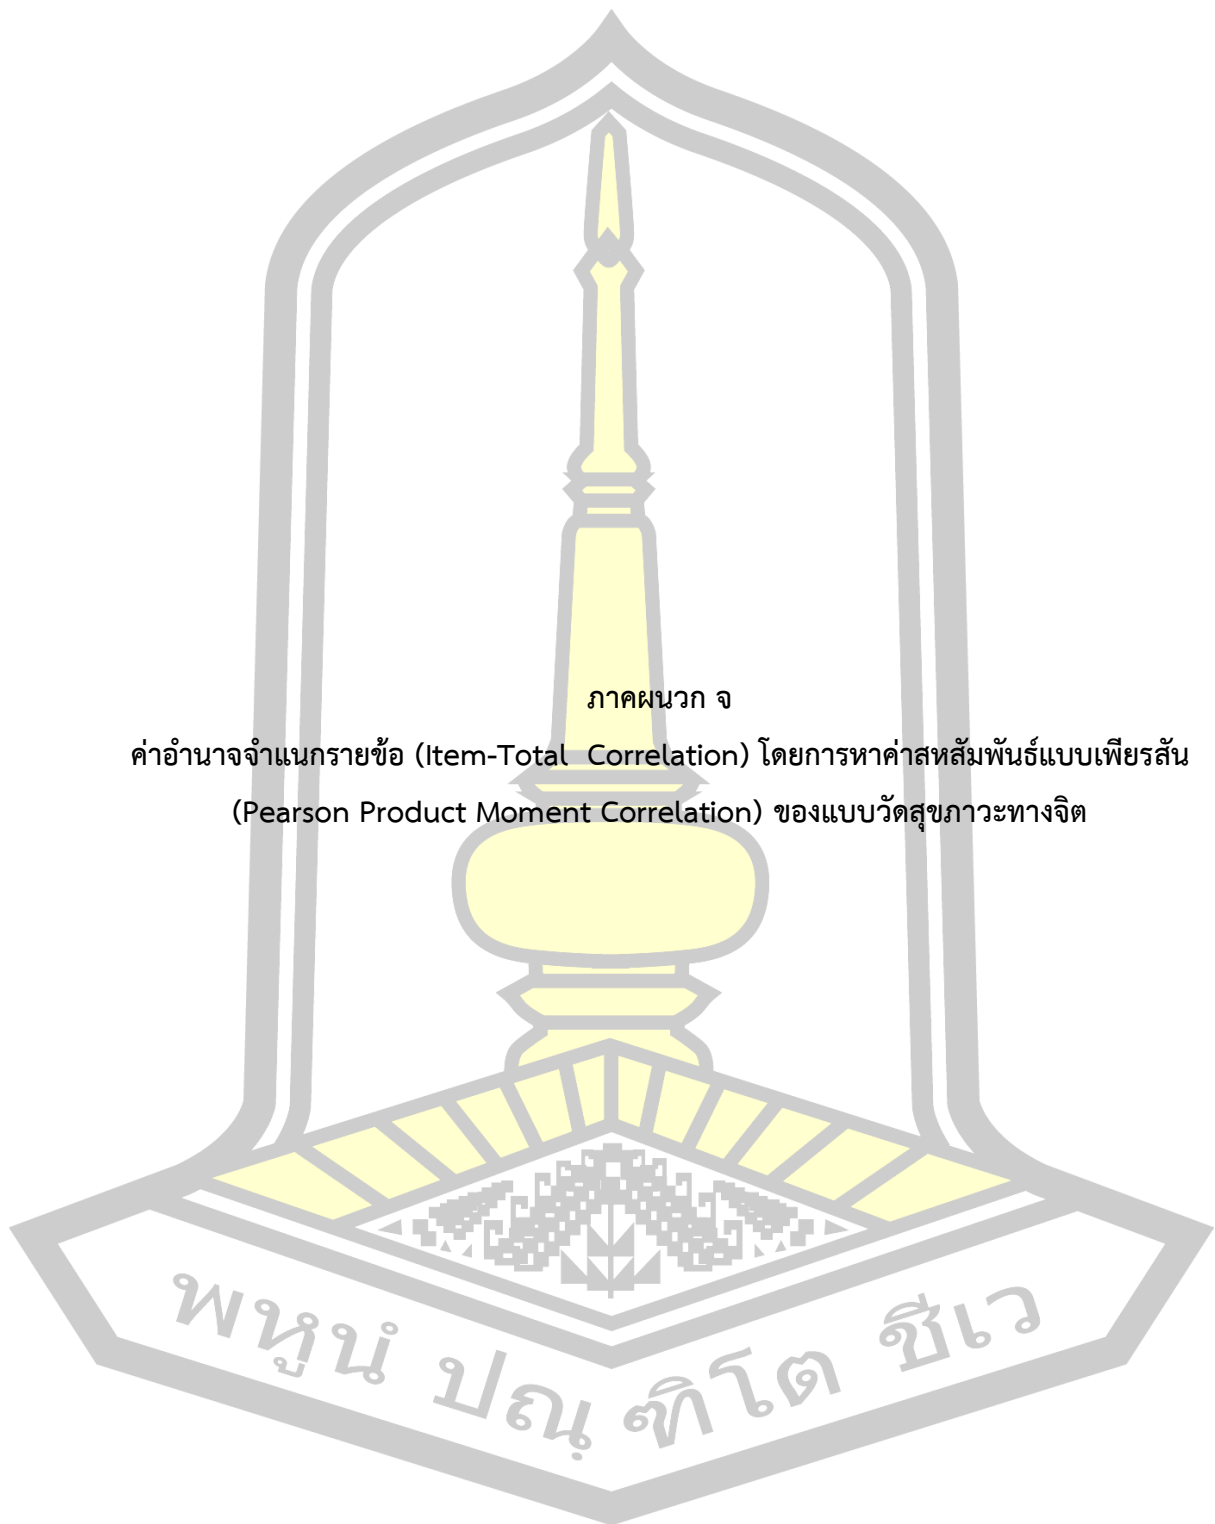 ภาคผนวก จ
ค่าอำนาจจำแนกรายข้อ (Item-Total Correlation) โดยการหาค่าสหสัมพันธ์แบบเพียรสัน
(Pearson Product Moment Correlation) ของแบบวัดสุขภาวะทางจิต
พหูนํ ปณฺฑิโต ชีเว